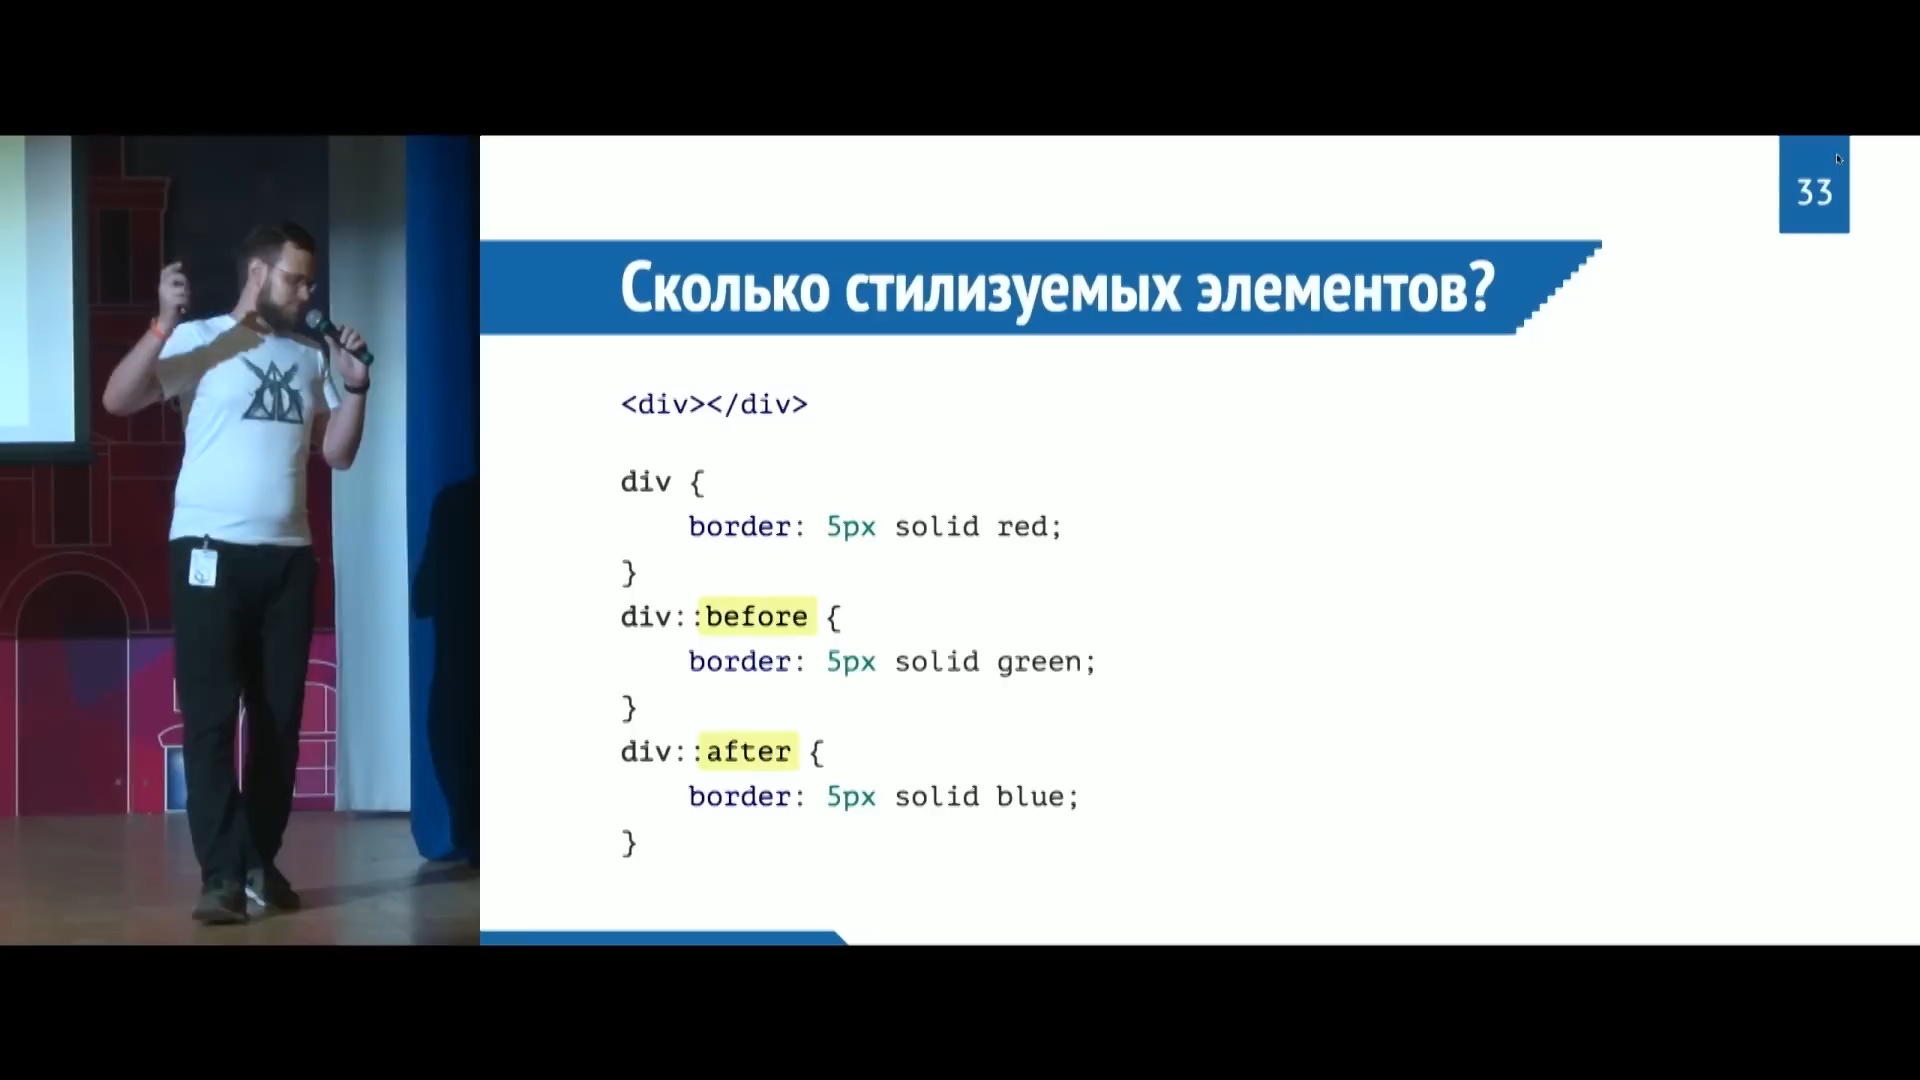 33
Сколько стилизуемых элементов?
<div></div>
div {
border: 5px solid red;
}
div::before {
border: 5px solid green;
}
div::after {
border: 5px solid blue;
}